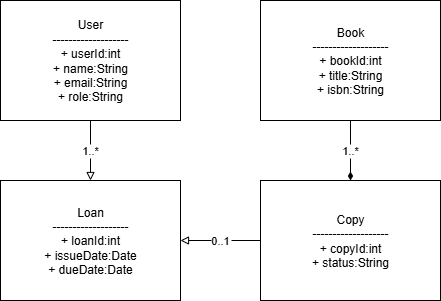 User
-------------------
+ userId:int
+ name:String
+ email:String
+ role:String
Book
-------------------
+ bookId:int
+ title:String
+ isbn:String
1..*
1..*
Loan
-------------------
+ loanId:int
+ issueDate:Date
+ dueDate:Date
0..1
Copy
-------------------
+ copyId:int
+ status:String